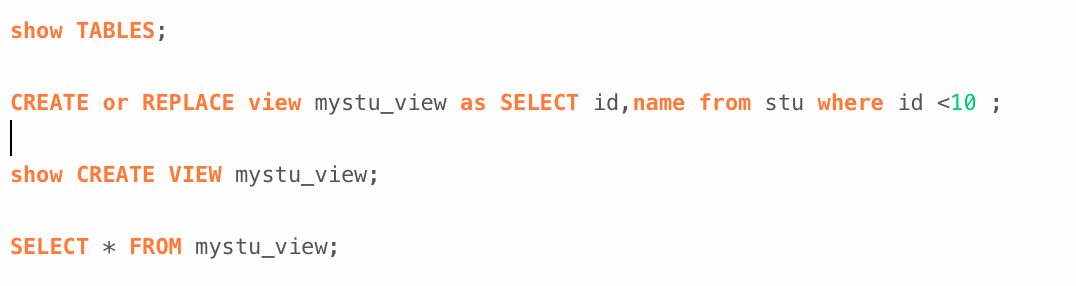 show TABLES;
CREATE or REPLACE view mystu_view as SELECT id,name from stu where id <10 ;
show CREATE VIEW mystu_view;
SELECT * FROM mystu_view;